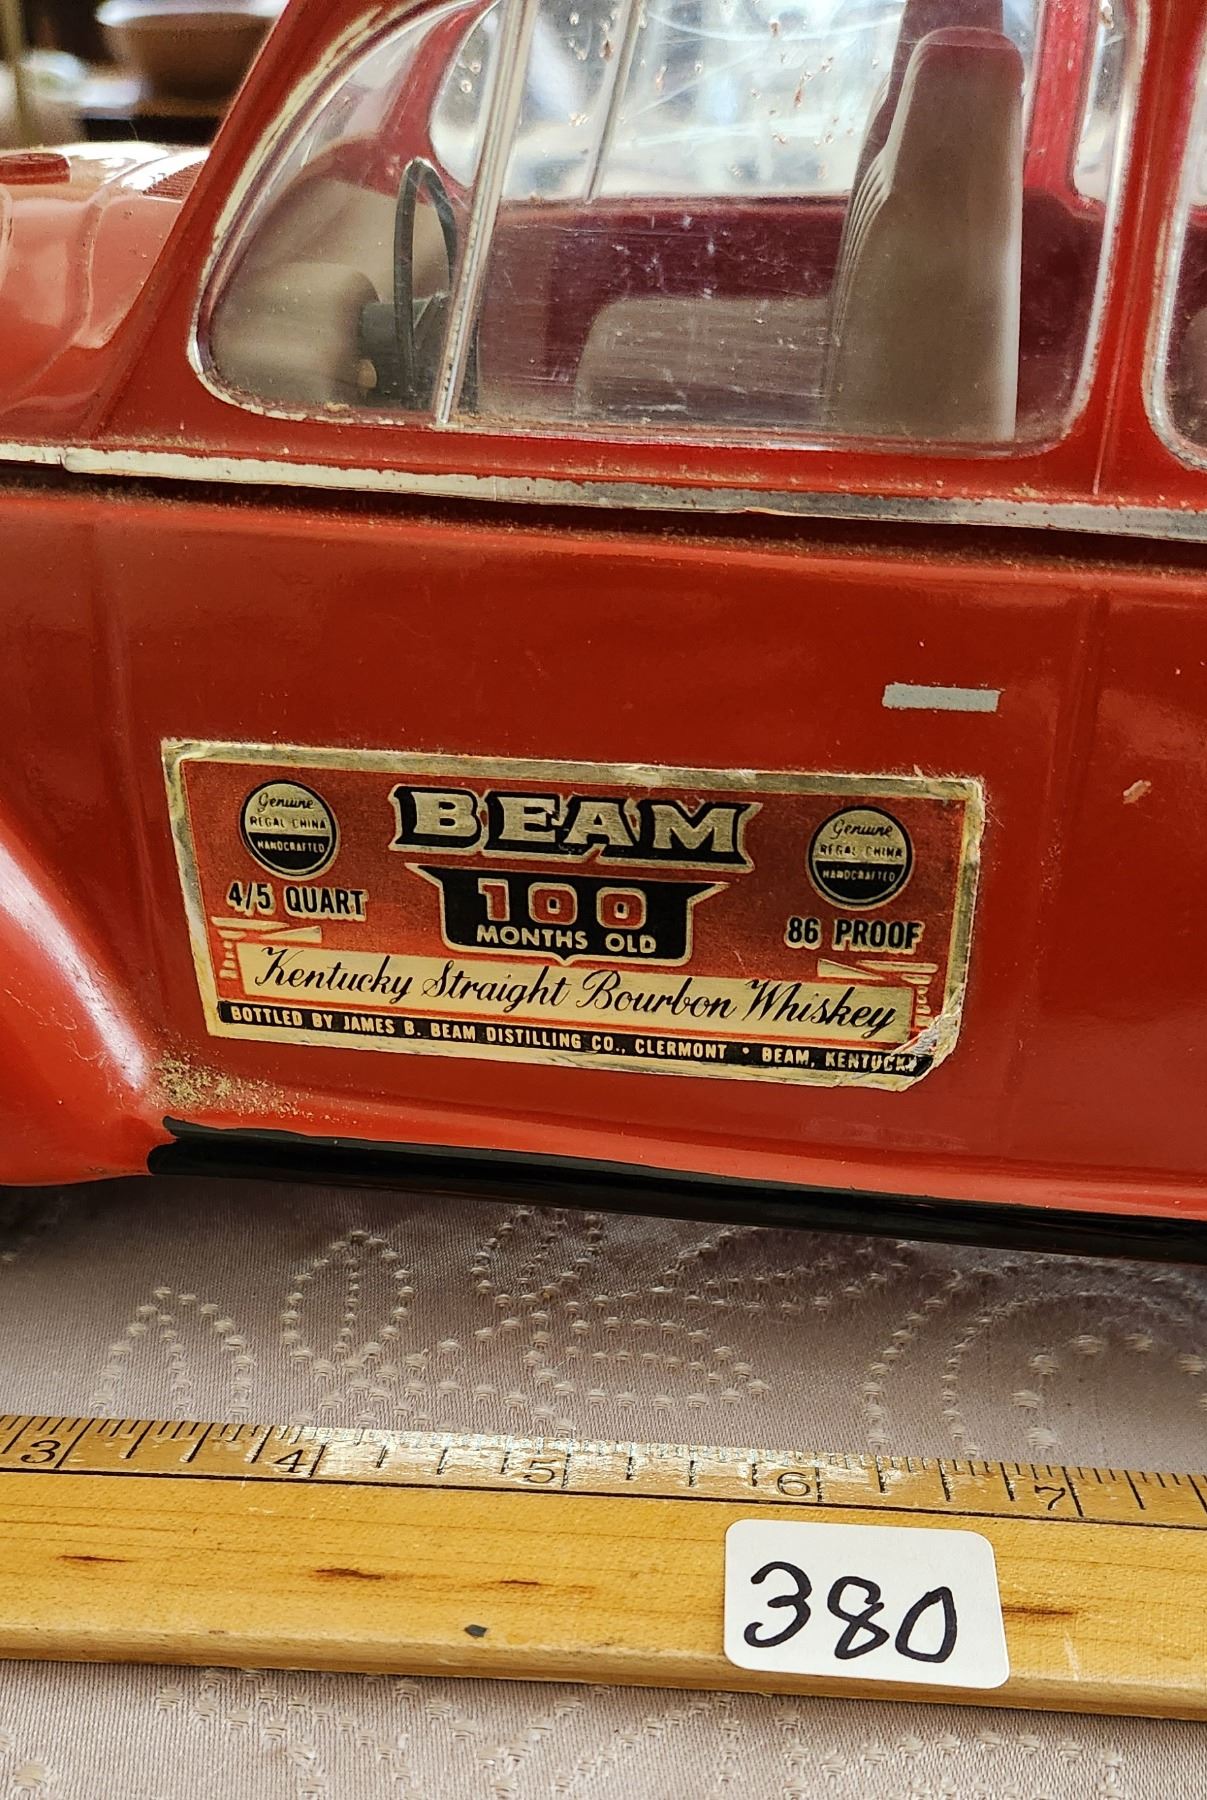 Genuine
REGAL CHINA
HANDCRAFTED
BEAM
Genuine
REGAL CHINA
HANDCRAFTED
4/5 QUART
100
MONTHS OLD
86 PROOF
Kentucky Straight Bourbon Whiskey
BOTTLED BY JAMES B. BEAM DISTILLING CO., CLERMONT • BEAM, KENTUCKY
3 4 5 6 7
380